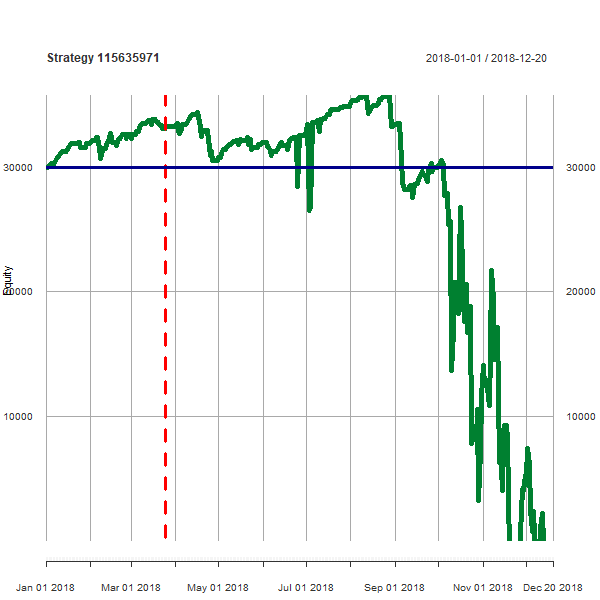 Strategy 115635971
2018-01-01 / 2018-12-20
30000
30000
Equity
20000
20000
10000
10000
Jan 01 2018
Mar 01 2018
May 01 2018
Jul 01 2018
Sep 01 2018
Nov 01 2018
Dec 20 2018